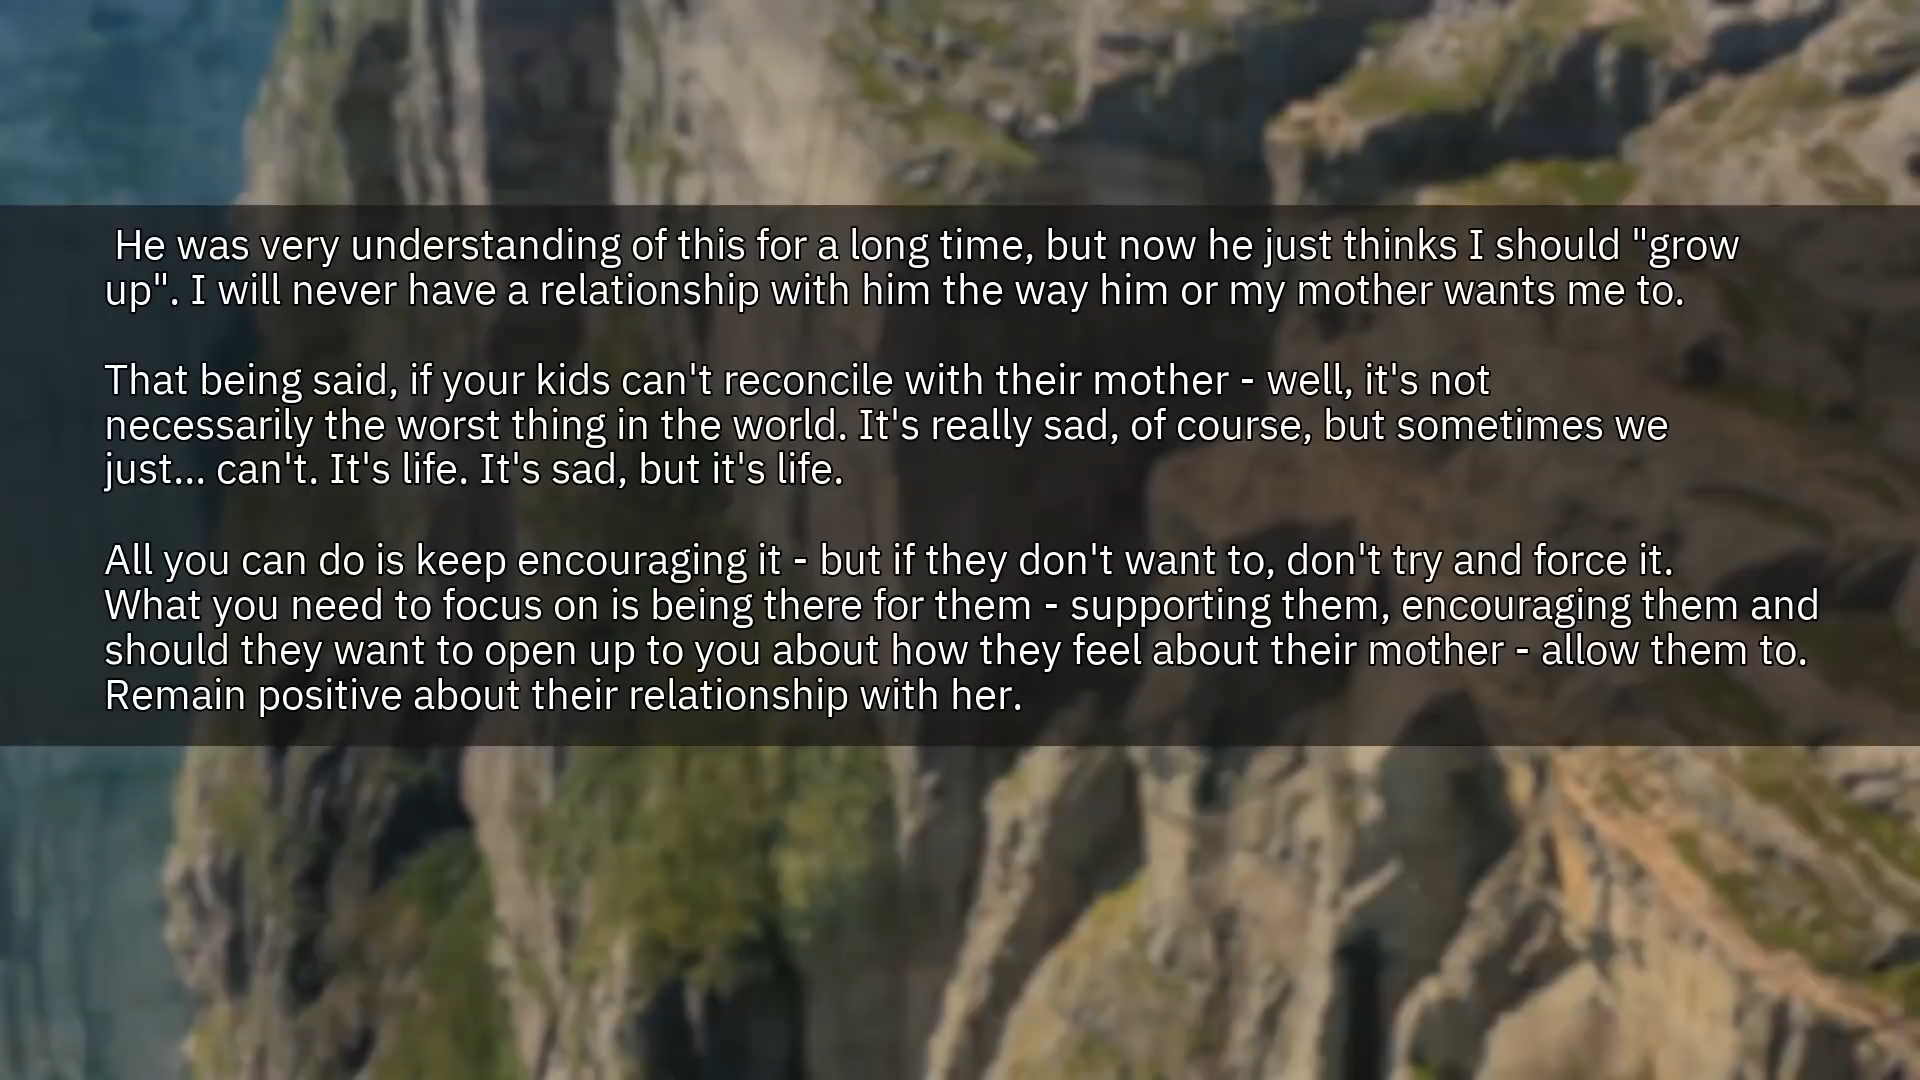 He was very understanding of this for a long time, but now he just thinks I should "grow
up". I will never have a relationship with him the way him or my mother wants me to.
That being said, if your kids can't reconcile with their mother - well, it's not
necessarily the worst thing in the world. It's really sad, of course, but sometimes we
just... can't. It's life. It's sad, but it's life.
All you can do is keep encouraging it - but if they don't want to, don't try and force it.
What you need to focus on is being there for them - supporting them, encouraging them and
should they want to open up to you about how they feel about their mother - allow them to.
Remain positive about their relationship with her.